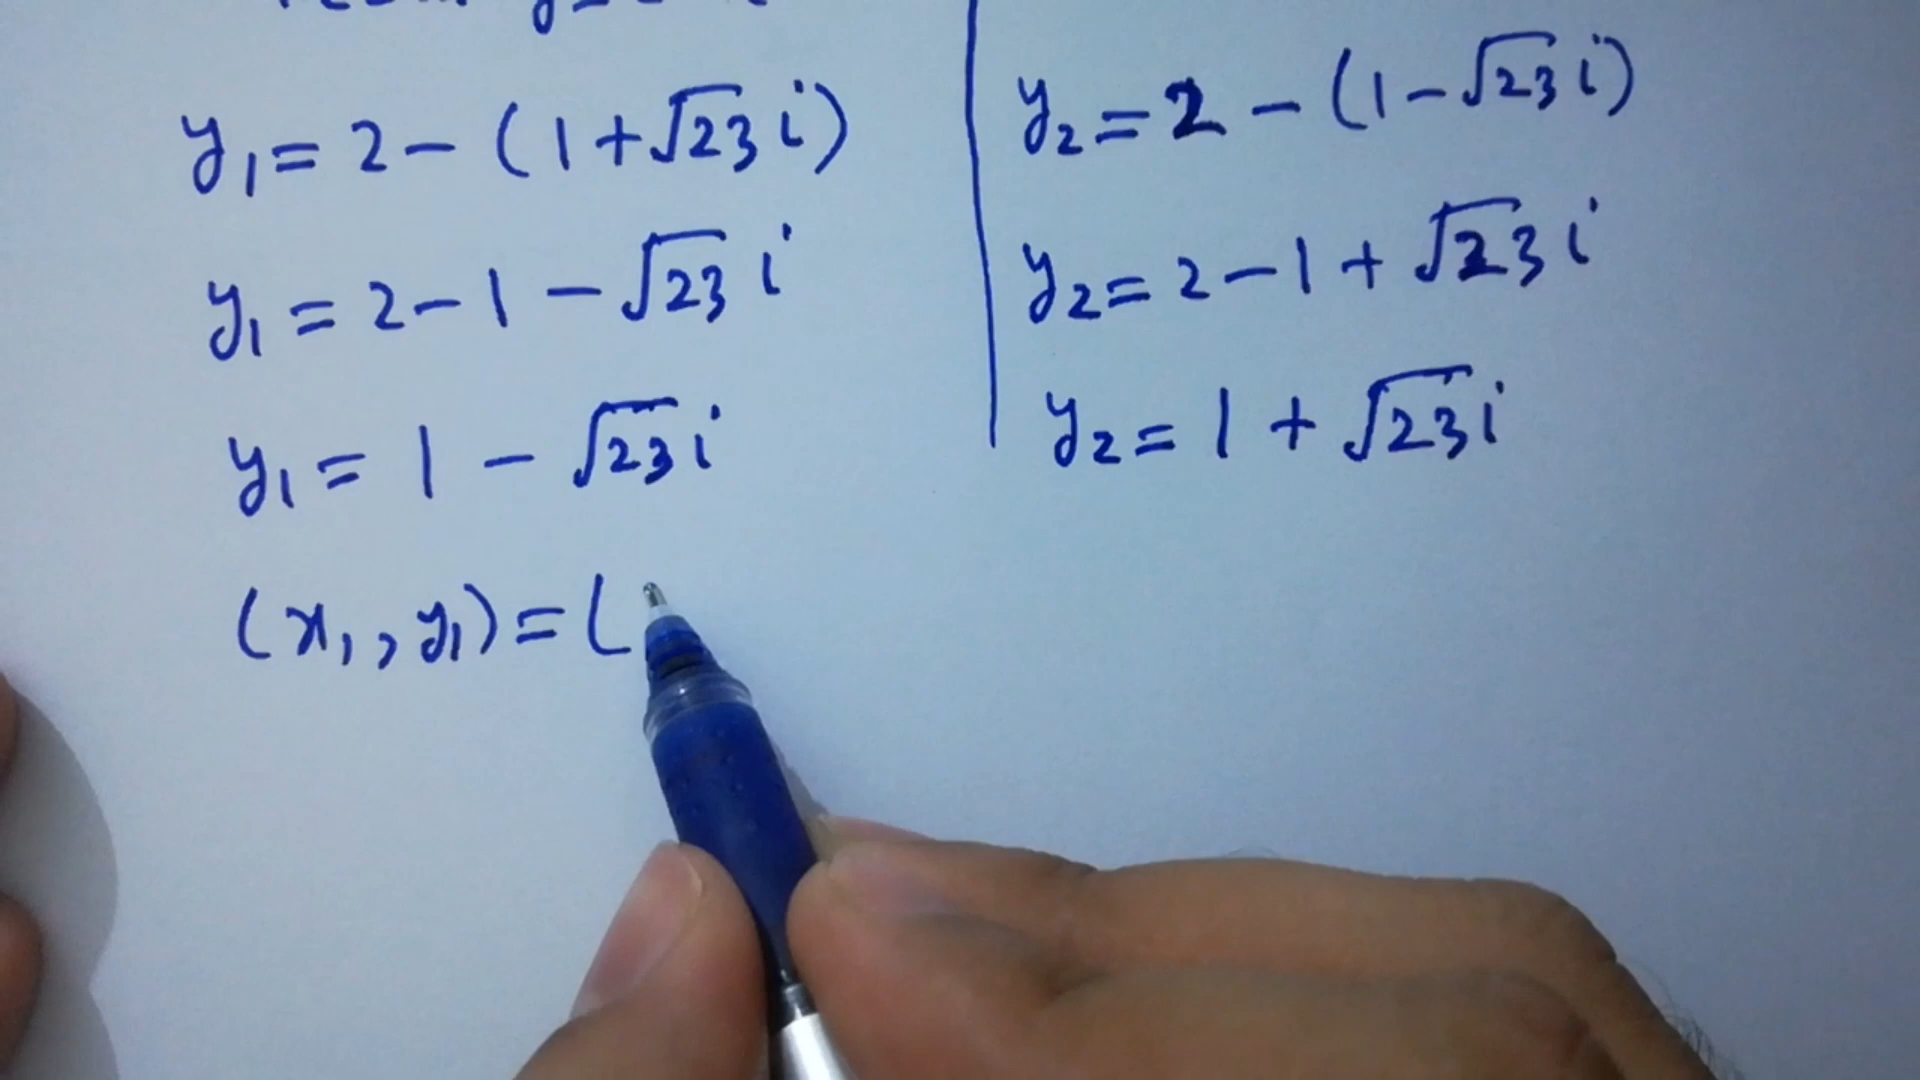 y₁ = 2 - (1 + √23 i)
y₁ = 2 - 1 - √23 i
y₁ = 1 - √23 i
(x₁, y₁) = (
y₂ = 2 - (1 - √23 i)
y₂ = 2 - 1 + √23 i
y₂ = 1 + √23 i